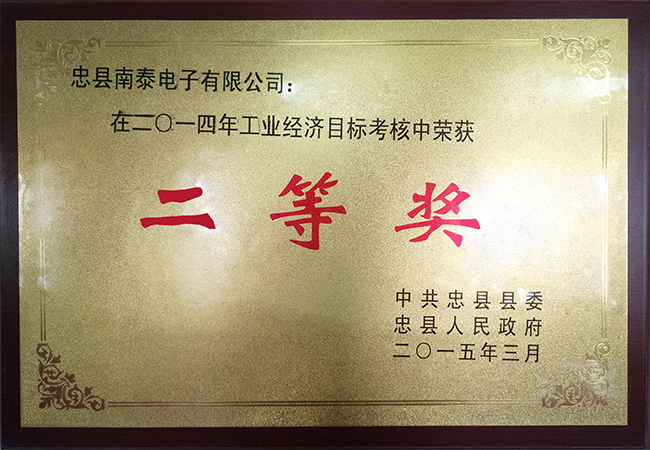 忠县南泰电子有限公司：
在二〇一四年工业经济目标考核中荣获
二等奖
中共忠县县委
忠县人民政府
二〇一五年三月